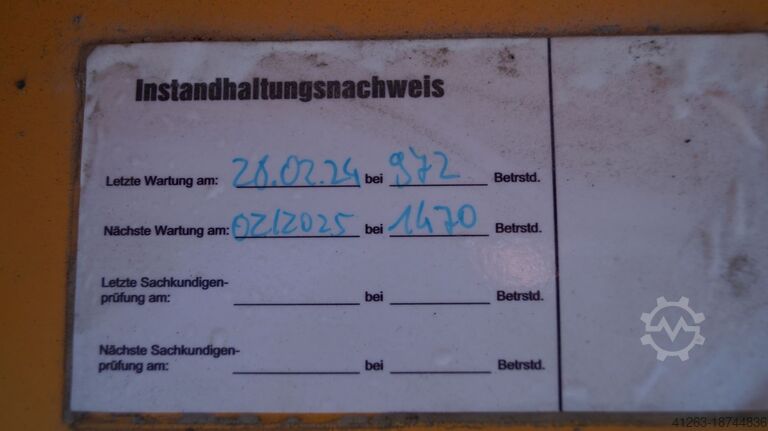 Instandhaltungsnachweis
Letzte Wartung am: 28.02.24 bei 972 Betrstd.
Nächste Wartung am: 02/2025 bei 1470 Betrstd.
Letzte Sachkundigen-
prüfung am: bei Betrstd.
Nächste Sachkundigen-
prüfung am: bei Betrstd.
41263-18744836